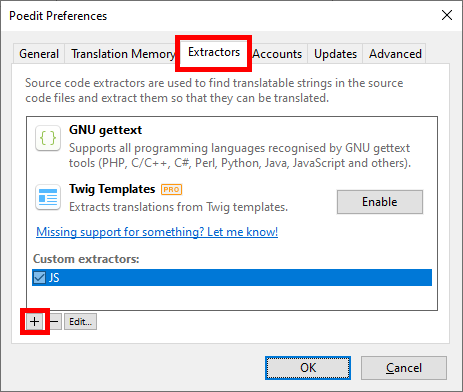 Poedit Preferences
General Translation Memory Extractors Accounts Updates Advanced
Source code extractors are used to find translatable strings in the source
code files and extract them so that they can be translated.
GNU gettext
Supports all programming languages recognised by GNU gettext
tools (PHP, C/C++, C#, Perl, Python, Java, JavaScript and others).
Twig Templates PRO
Extracts translations from Twig templates.
Enable
Missing support for something? Let me know!
Custom extractors:
JS
+ − Edit...
OK Cancel